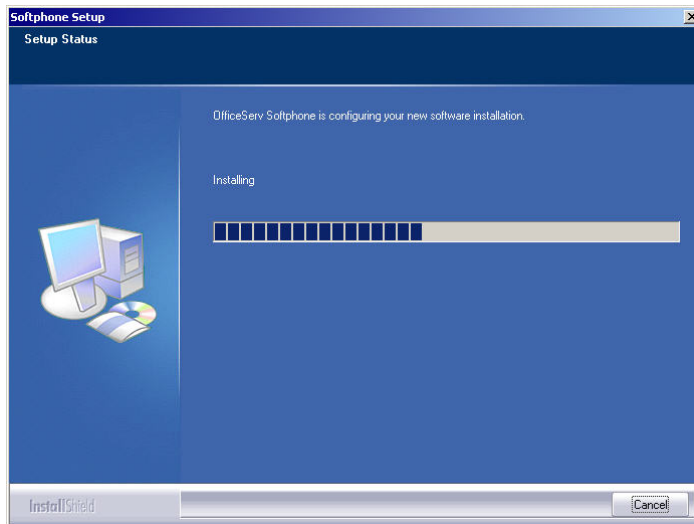 Softphone Setup
Setup Status
OfficeServ Softphone is configuring your new software installation.
Installing
InstallShield
Cancel